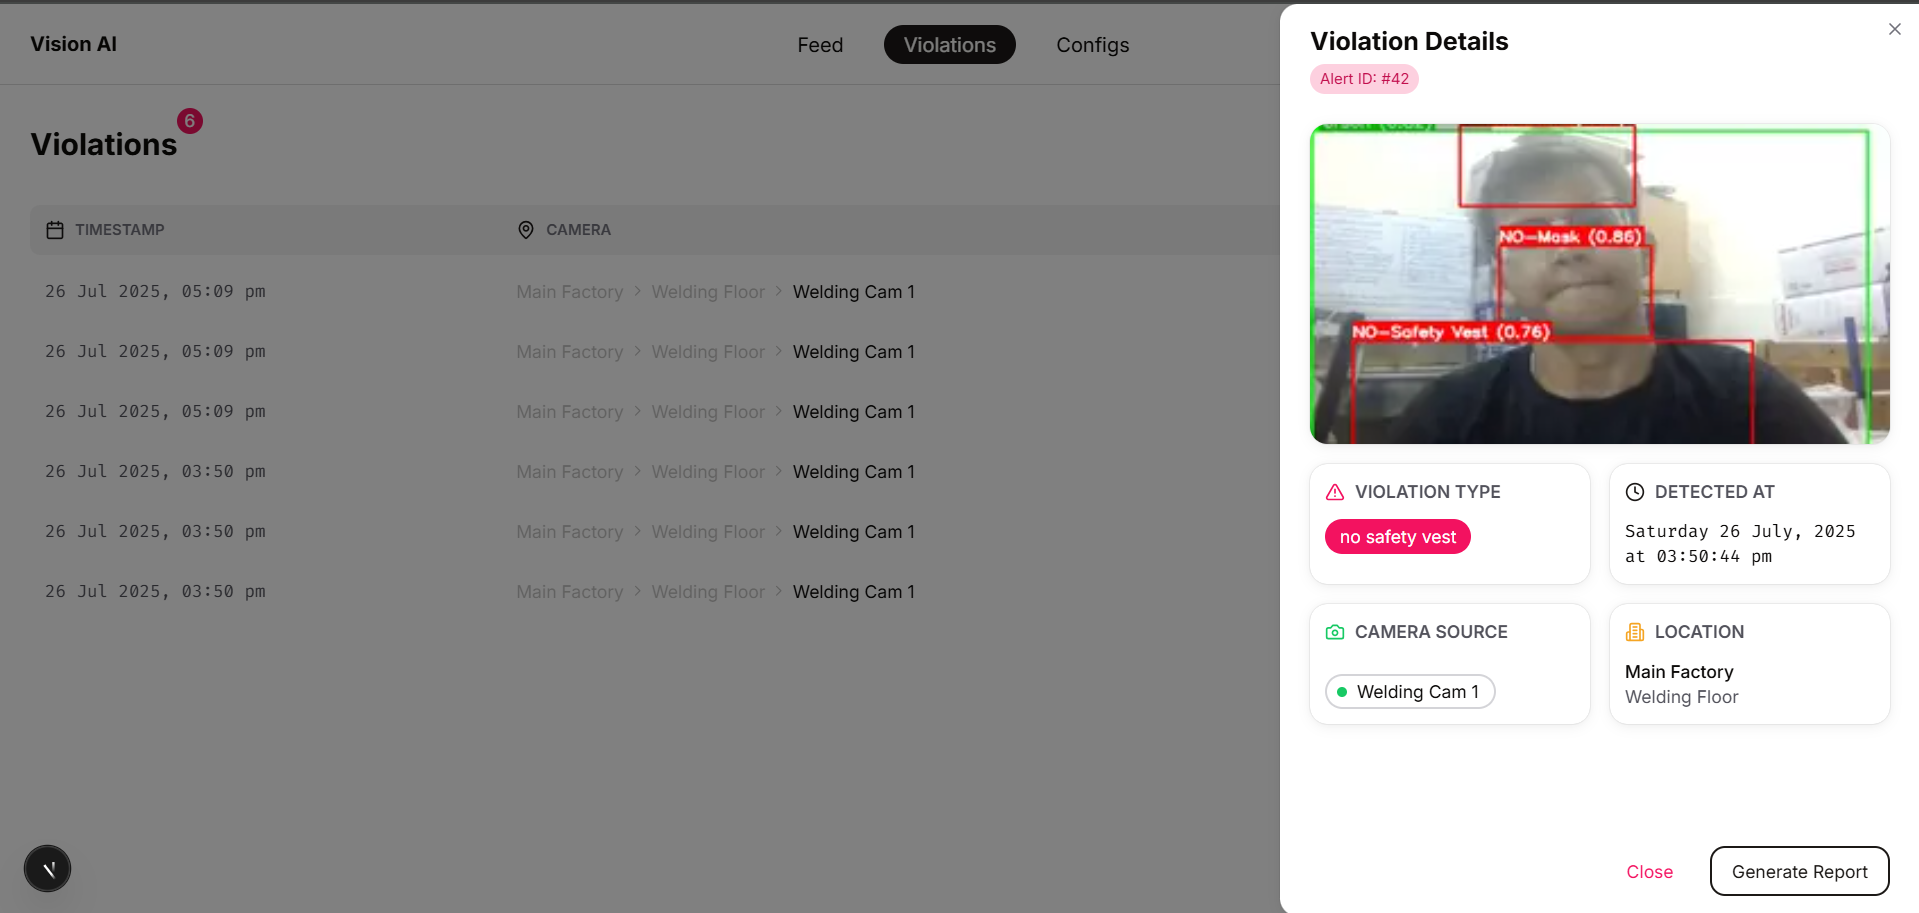 Vision AI
Feed
Violations
Configs
Violations
6
TIMESTAMP
CAMERA
26 Jul 2025, 05:09 pm
Main Factory > Welding Floor > Welding Cam 1
26 Jul 2025, 05:09 pm
Main Factory > Welding Floor > Welding Cam 1
26 Jul 2025, 05:09 pm
Main Factory > Welding Floor > Welding Cam 1
26 Jul 2025, 03:50 pm
Main Factory > Welding Floor > Welding Cam 1
26 Jul 2025, 03:50 pm
Main Factory > Welding Floor > Welding Cam 1
26 Jul 2025, 03:50 pm
Main Factory > Welding Floor > Welding Cam 1
Violation Details
Alert ID: #42
NO-Mask (0.86)
NO-Safety Vest (0.76)
VIOLATION TYPE
no safety vest
DETECTED AT
Saturday 26 July, 2025
at 03:50:44 pm
CAMERA SOURCE
Welding Cam 1
LOCATION
Main Factory
Welding Floor
Close
Generate Report